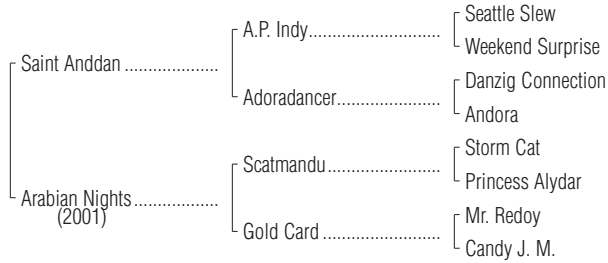 Seattle Slew
A.P. Indy
Weekend Surprise
Saint Anddan
Danzig Connection
Adoradancer
Andora
Storm Cat
Scatmandu
Princess Alydar
Arabian Nights
(2001)
Mr. Redoy
Gold Card
Candy J. M.